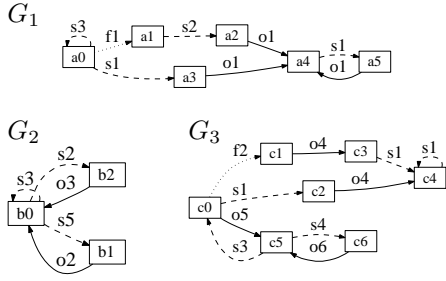 G1
s3
f1
a1
s2
a2
o1
a0
s1
a3
o1
a4
s1
a5
o1
G2
s3
s2
b2
o3
b0
s5
b1
o2
G3
f2
c1
o4
c3
s1
s1
c4
s1
c2
o4
c0
o5
c5
s4
c6
s3
o6